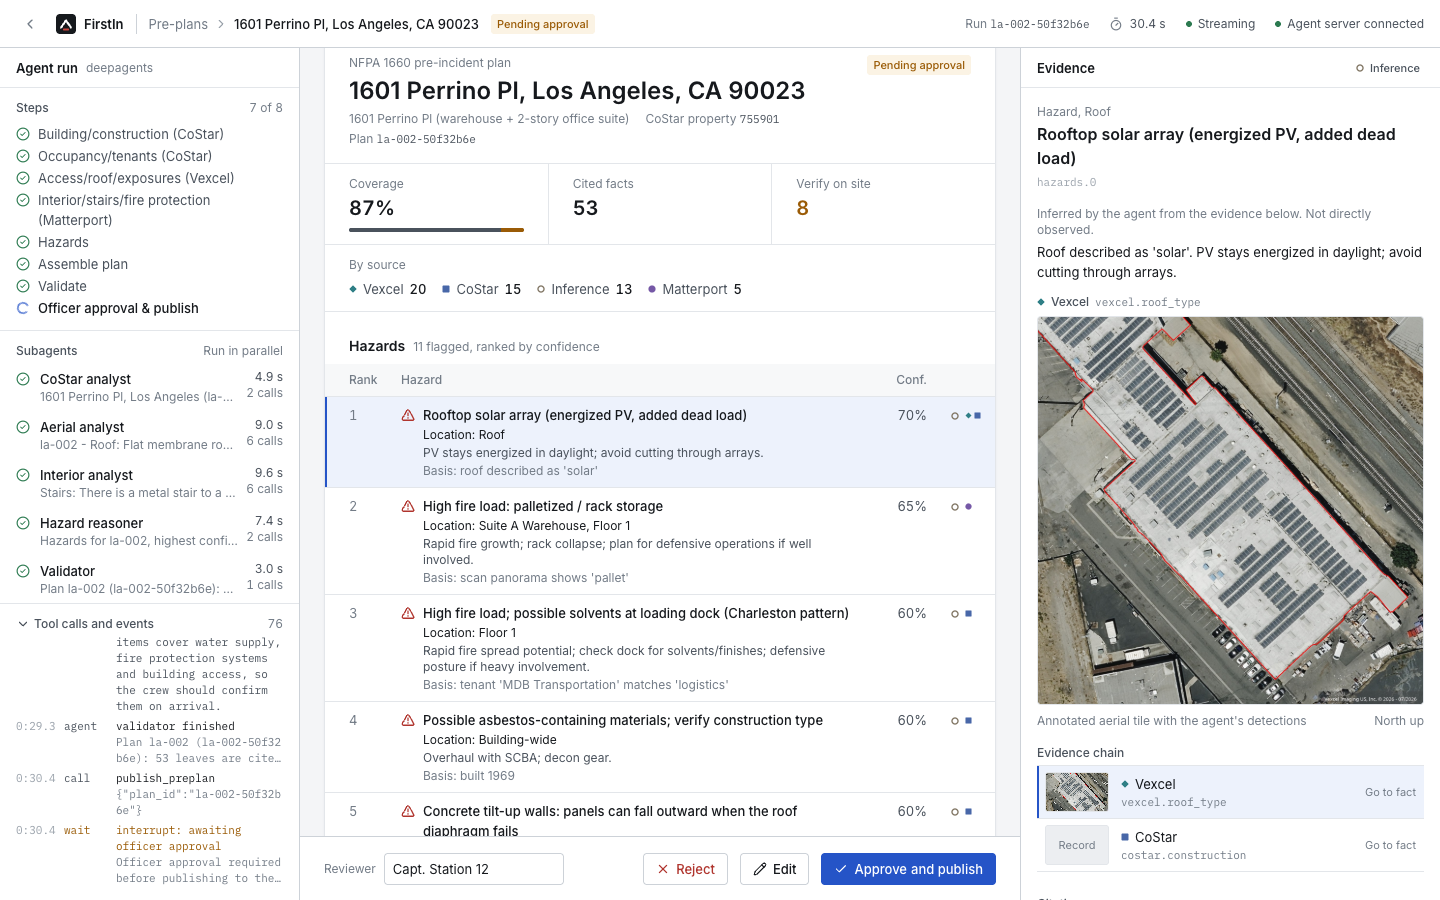 FirstIn
Pre-plans
1601 Perrino Pl, Los Angeles, CA 90023
Pending approval
Run la-002-50f32b6e
30.4 s
Streaming
Agent server connected
Agent run deepagents
Steps 7 of 8
Building/construction (CoStar)
Occupancy/tenants (CoStar)
Access/roof/exposures (Vexcel)
Interior/stairs/fire protection
(Matterport)
Hazards
Assemble plan
Validate
Officer approval & publish
Subagents Run in parallel
CoStar analyst 4.9 s
1601 Perrino Pl, Los Angeles (la-... 2 calls
Aerial analyst 9.0 s
la-002 - Roof: Flat membrane ro... 6 calls
Interior analyst 9.6 s
Stairs: There is a metal stair to a ... 6 calls
Hazard reasoner 7.4 s
Hazards for la-002, highest confi... 2 calls
Validator 3.0 s
Plan la-002 (la-002-50f32b6e): ... 1 calls
Tool calls and events 76
items cover water supply,
fire protection systems
and building access, so
the crew should confirm
them on arrival.
0:29.3 agent validator finished
Plan la-002 (la-002-50f32
b6e): 53 leaves are cite…
0:30.4 call publish_preplan
{"plan_id":"la-002-50f32b
6e"}
0:30.4 wait interrupt: awaiting
officer approval
Officer approval required
before publishing to the…
NFPA 1660 pre-incident plan
Pending approval
1601 Perrino Pl, Los Angeles, CA 90023
1601 Perrino Pl (warehouse + 2-story office suite) CoStar property 755901
Plan la-002-50f32b6e
Coverage
87%
Cited facts
53
Verify on site
8
By source
Vexcel 20 CoStar 15 Inference 13 Matterport 5
Hazards 11 flagged, ranked by confidence
Rank Hazard Conf.
1 Rooftop solar array (energized PV, added dead load) 70%
Location: Roof
PV stays energized in daylight; avoid cutting through arrays.
Basis: roof described as 'solar'
2 High fire load: palletized / rack storage 65%
Location: Suite A Warehouse, Floor 1
Rapid fire growth; rack collapse; plan for defensive operations if well
involved.
Basis: scan panorama shows 'pallet'
3 High fire load; possible solvents at loading dock (Charleston pattern) 60%
Location: Floor 1
Rapid fire spread potential; check dock for solvents/finishes; defensive
posture if heavy involvement.
Basis: tenant 'MDB Transportation' matches 'logistics'
4 Possible asbestos-containing materials; verify construction type 60%
Location: Building-wide
Overhaul with SCBA; decon gear.
Basis: built 1969
5 Concrete tilt-up walls: panels can fall outward when the roof 60%
diaphragm fails
Reviewer Capt. Station 12
Reject
Edit
Approve and publish
Evidence Inference
Hazard, Roof
Rooftop solar array (energized PV, added dead
load)
hazards.0
Inferred by the agent from the evidence below. Not directly
observed.
Roof described as 'solar'. PV stays energized in daylight; avoid
cutting through arrays.
Vexcel vexcel.roof_type
Annotated aerial tile with the agent's detections North up
Evidence chain
Vexcel
vexcel.roof_type
Go to fact
Record
CoStar
costar.construction
Go to fact